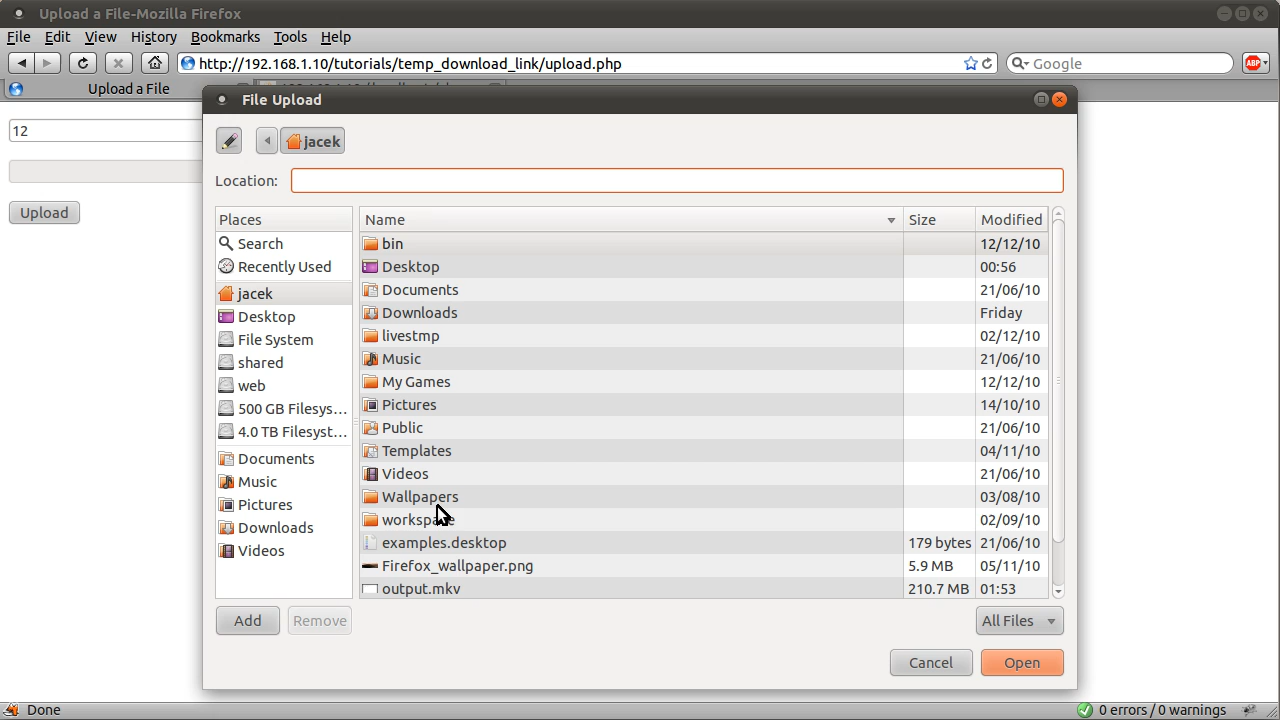 Upload a File-Mozilla Firefox
File Edit View History Bookmarks Tools Help
http://192.168.1.10/tutorials/temp_download_link/upload.php
Google
ABP
Upload a File
File Upload
12
jacek
Location:
Upload
Places
Name Size Modified
Search
bin 12/12/10
Recently Used
Desktop 00:56
jacek
Documents 21/06/10
Desktop
Downloads Friday
File System
livestmp 02/12/10
shared
Music 21/06/10
web
My Games 12/12/10
500 GB Filesys...
Pictures 14/10/10
4.0 TB Filesyst...
Public 21/06/10
Documents
Templates 04/11/10
Music
Videos 21/06/10
Pictures
Wallpapers 03/08/10
Downloads
workspace 02/09/10
Videos
examples.desktop 179 bytes 21/06/10
Firefox_wallpaper.png 5.9 MB 05/11/10
output.mkv 210.7 MB 01:53
Add Remove
All Files
Cancel Open
Done
0 errors / 0 warnings